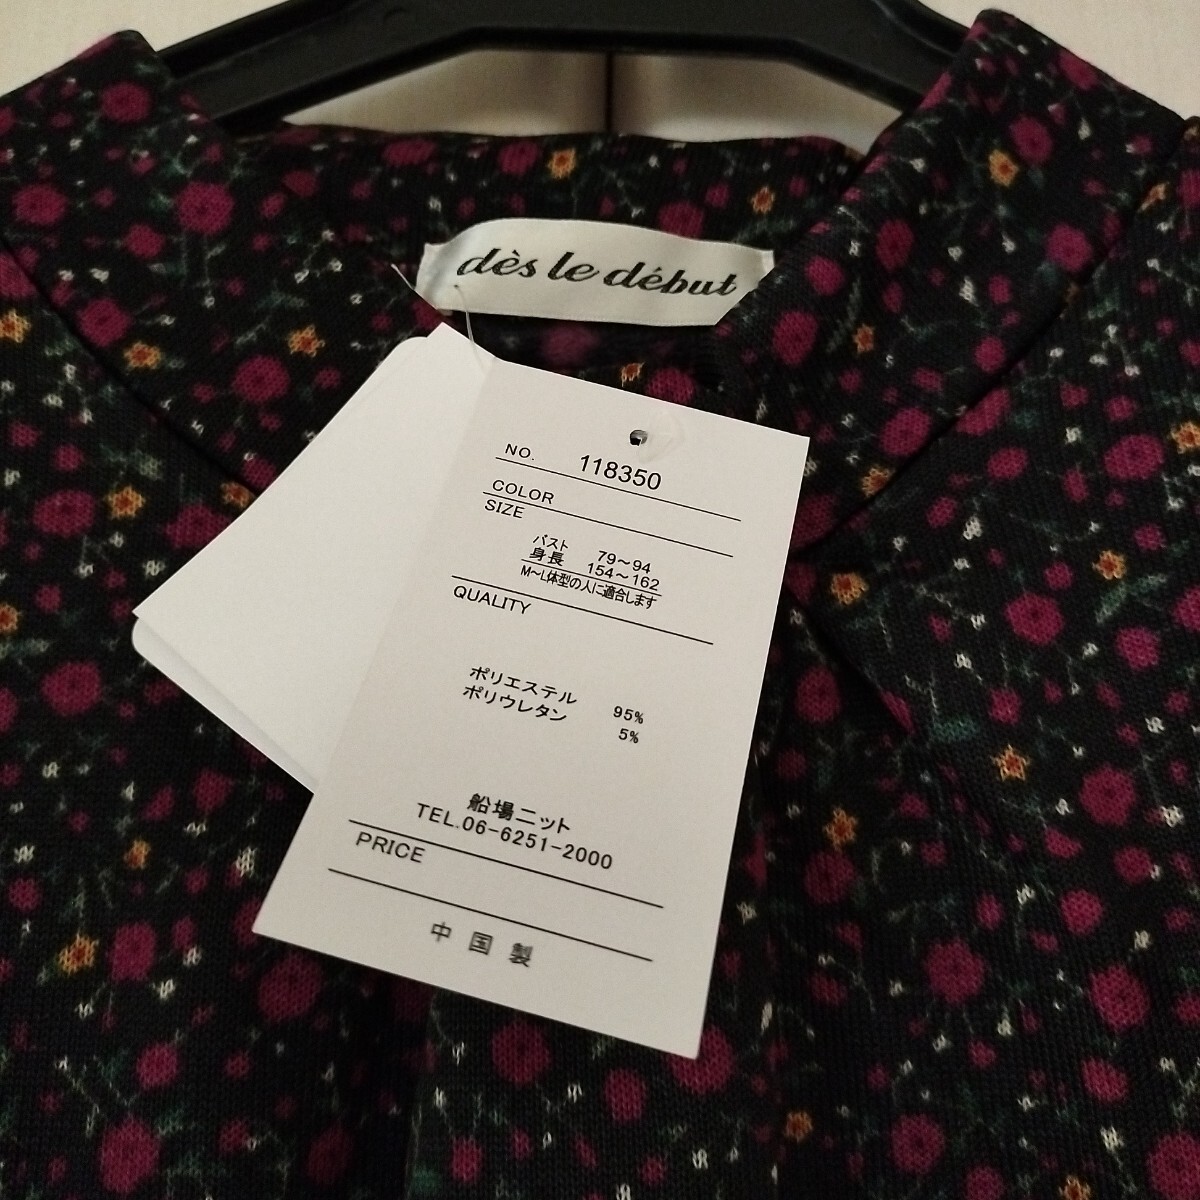 dès le début
NO. 118350
COLOR
SIZE
バスト 79～94
身長 154～162
M～L体型の人に適合します
QUALITY
ポリエステル 95%
ポリウレタン 5%
船場ニット
TEL.06-6251-2000
PRICE
中国製